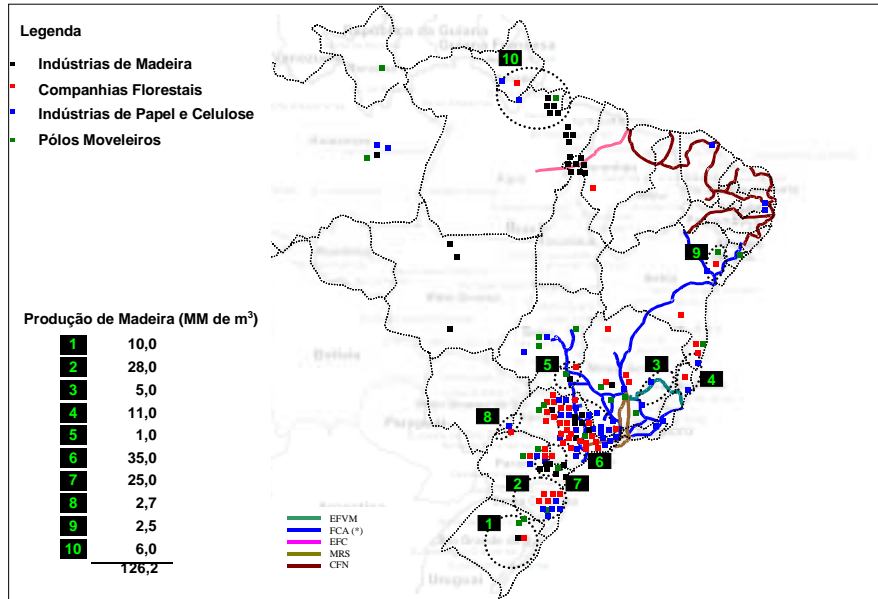 Legenda
Indústrias de Madeira
Companhias Florestais
Indústrias de Papel e Celulose
Pólos Moveleiros
10
9
3
5
4
8
6
2
7
1
Produção de Madeira (MM de m³)
1 10,0
2 28,0
3 5,0
4 11,0
5 1,0
6 35,0
7 25,0
8 2,7
9 2,5
10 6,0
126,2
EFVM
FCA (*)
EFC
MRS
CFN
Bolivia
Uruguai